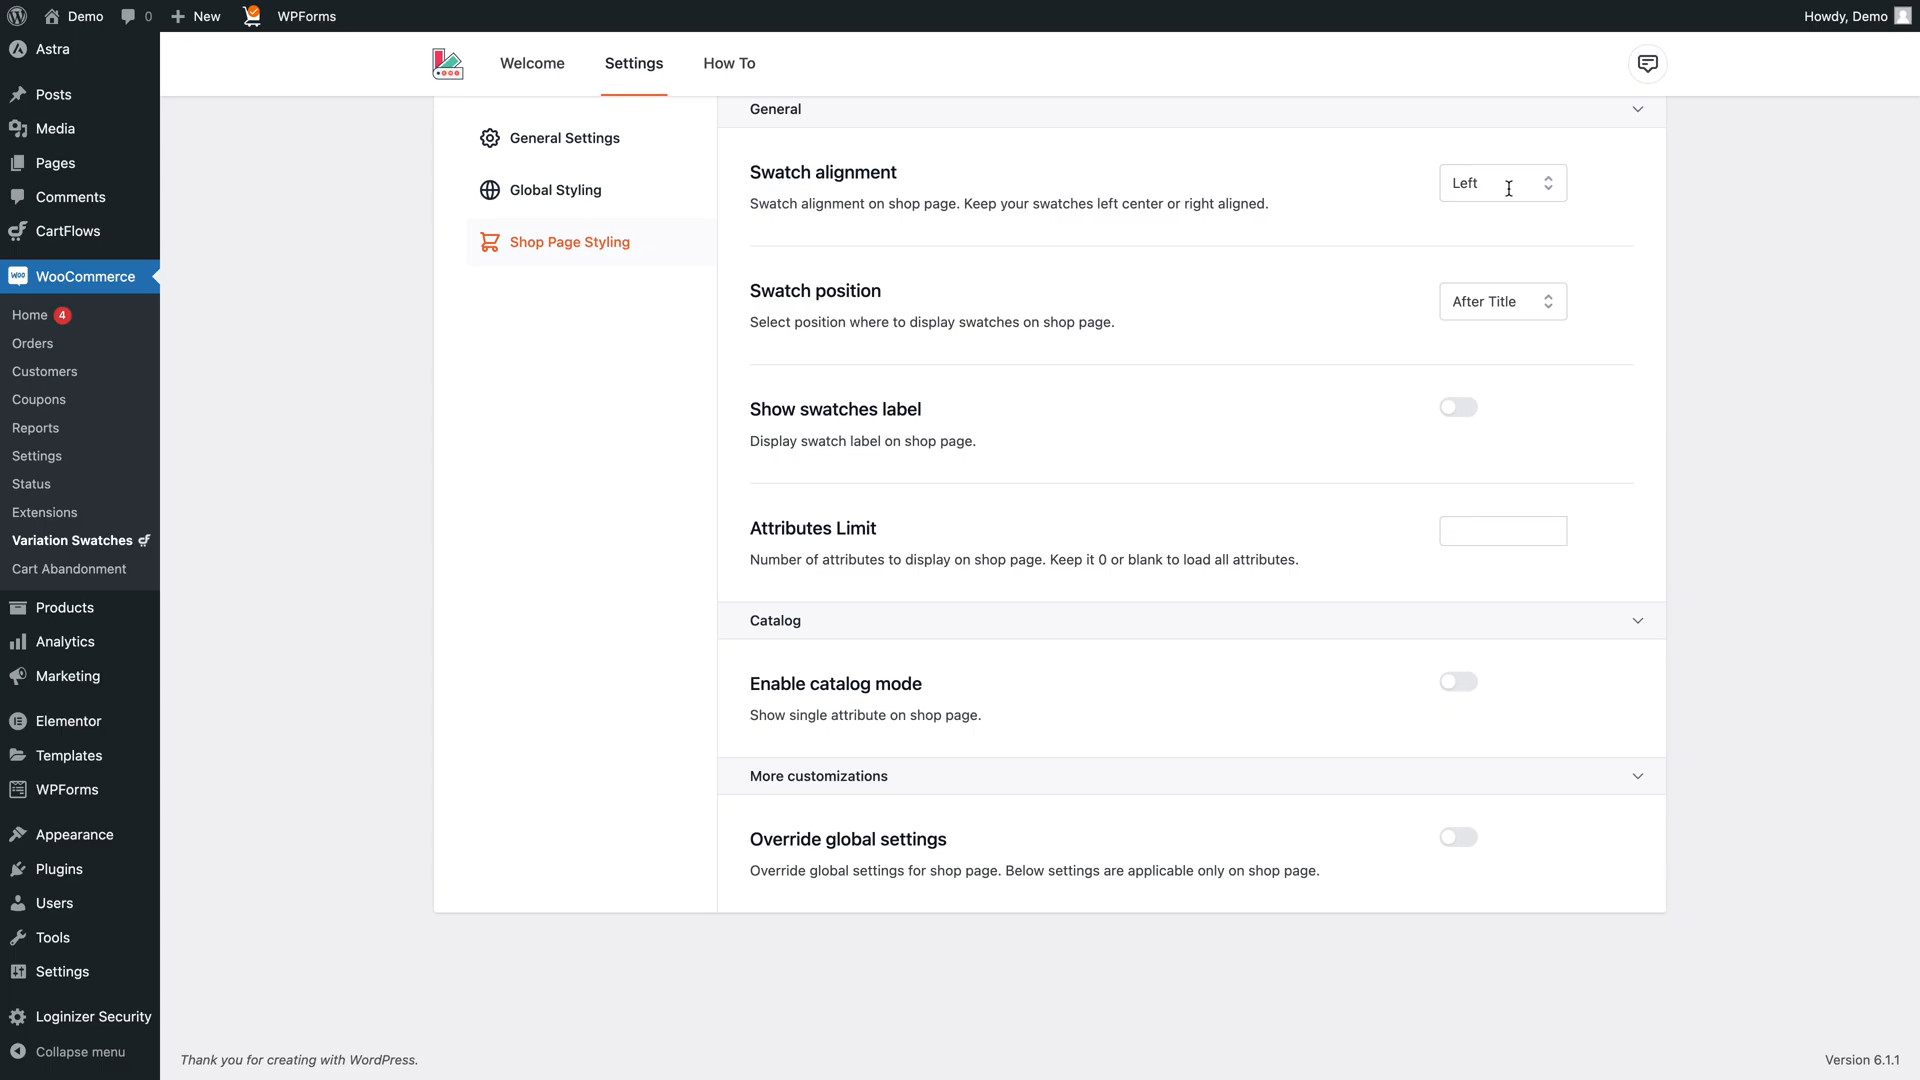 Demo
0
New
WPForms
Howdy, Demo
Astra
Posts
Media
Pages
Comments
CartFlows
Woo WooCommerce
Home 4
Orders
Customers
Coupons
Reports
Settings
Status
Extensions
Variation Swatches
Cart Abandonment
Products
Analytics
Marketing
Elementor
Templates
WPForms
Appearance
Plugins
Users
Tools
Settings
Loginizer Security
Collapse menu
Welcome
Settings
How To
General Settings
Global Styling
Shop Page Styling
General
Swatch alignment
Left
Swatch alignment on shop page. Keep your swatches left center or right aligned.
Swatch position
After Title
Select position where to display swatches on shop page.
Show swatches label
Display swatch label on shop page.
Attributes Limit
Number of attributes to display on shop page. Keep it 0 or blank to load all attributes.
Catalog
Enable catalog mode
Show single attribute on shop page.
More customizations
Override global settings
Override global settings for shop page. Below settings are applicable only on shop page.
Thank you for creating with WordPress.
Version 6.1.1